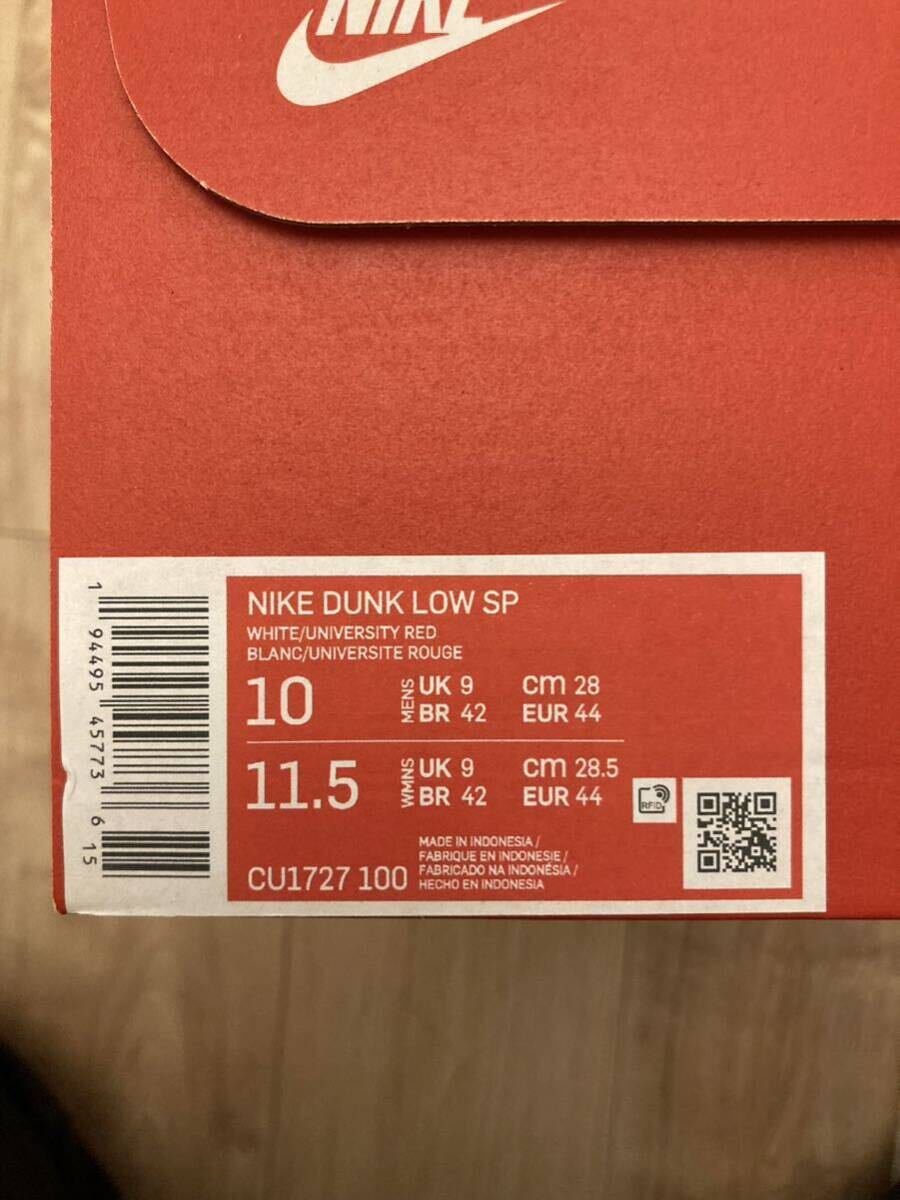 NIKE
NIKE DUNK LOW SP
WHITE/UNIVERSITY RED
BLANC/UNIVERSITE ROUGE
10
MENS
UK 9 cm 28
BR 42 EUR 44
11.5
WMNS
UK 9 cm 28.5
BR 42 EUR 44
RFID
CU1727 100
MADE IN INDONESIA /
FABRIQUE EN INDONESIE /
FABRICADO NA INDONÉSIA /
HECHO EN INDONESIA
1 94495 45773 6 15